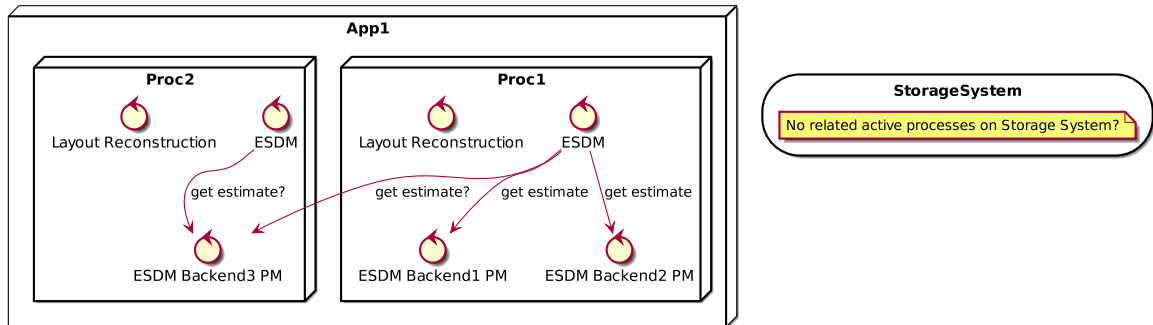 App1
Proc2
Layout Reconstruction
ESDM
get estimate?
ESDM Backend3 PM
Proc1
Layout Reconstruction
ESDM
get estimate?
get estimate
get estimate
ESDM Backend1 PM
ESDM Backend2 PM
StorageSystem
No related active processes on Storage System?